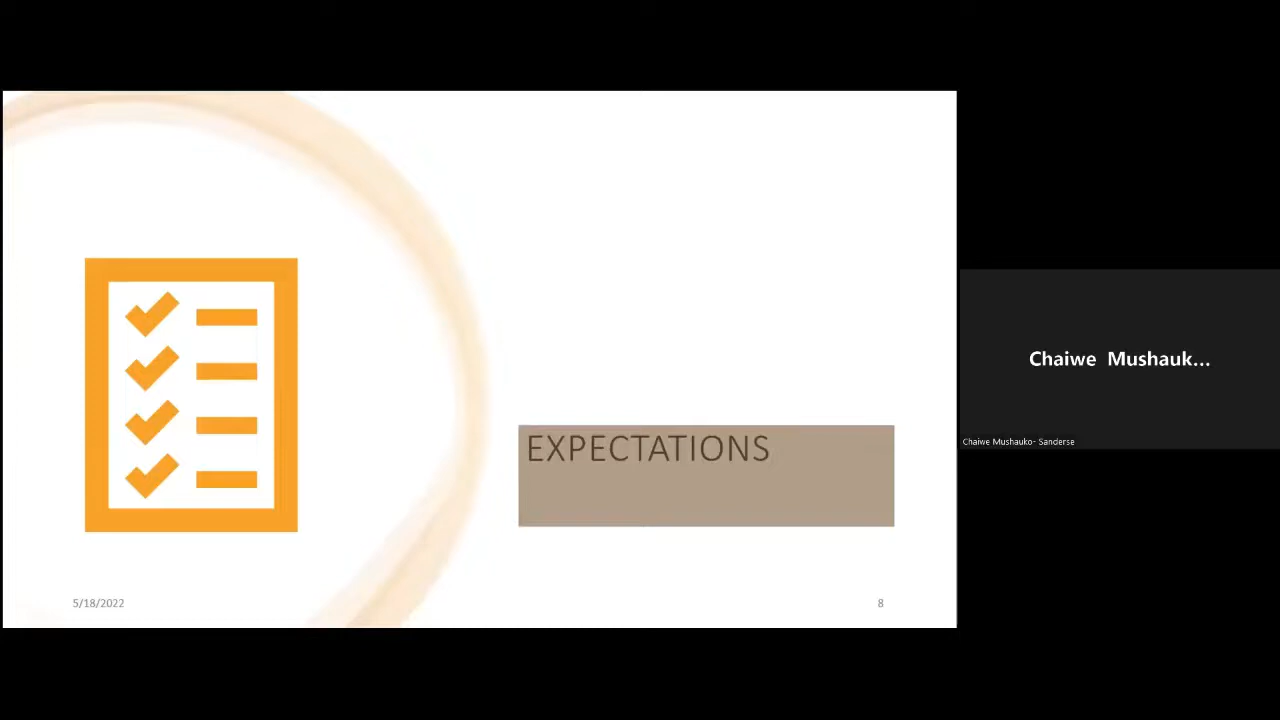 EXPECTATIONS
5/18/2022
8
Chaiwe Mushauk...
Chaiwe Mushauko- Sanderse